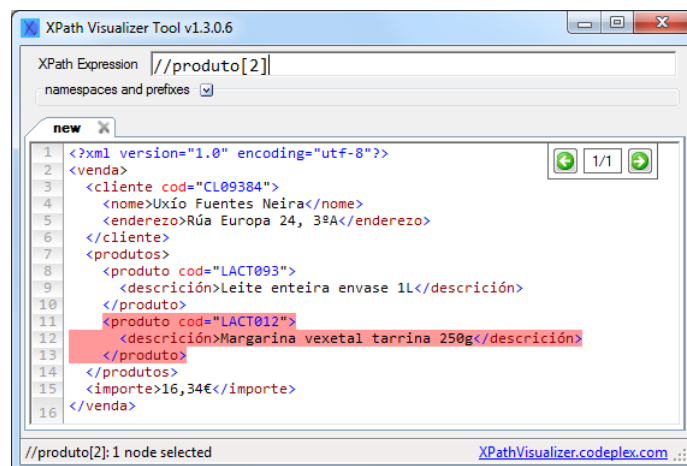 XPath Visualizer Tool v1.3.0.6
XPath Expression //produto[2]
namespaces and prefixes
new
1/1
1 <?xml version="1.0" encoding="utf-8"?>
2 <venda>
3 <cliente cod="CL09384">
4 <nome>Uxío Fuentes Neira</nome>
5 <enderezo>Rúa Europa 24, 3ºA</enderezo>
6 </cliente>
7 <produtos>
8 <produto cod="LACT093">
9 <descrición>Leite enteira envase 1L</descrición>
10 </produto>
11 <produto cod="LACT012">
12 <descrición>Margarina vexetal tarrina 250g</descrición>
13 </produto>
14 </produtos>
15 <importe>16,34€</importe>
16 </venda>
//produto[2]: 1 node selected XPathVisualizer.codeplex.com